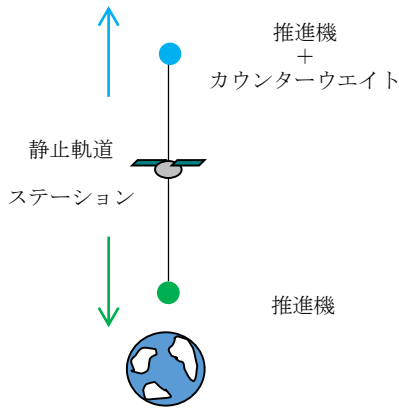 推進機
+
カウンターウエイト
静止軌道
ステーション
推進機